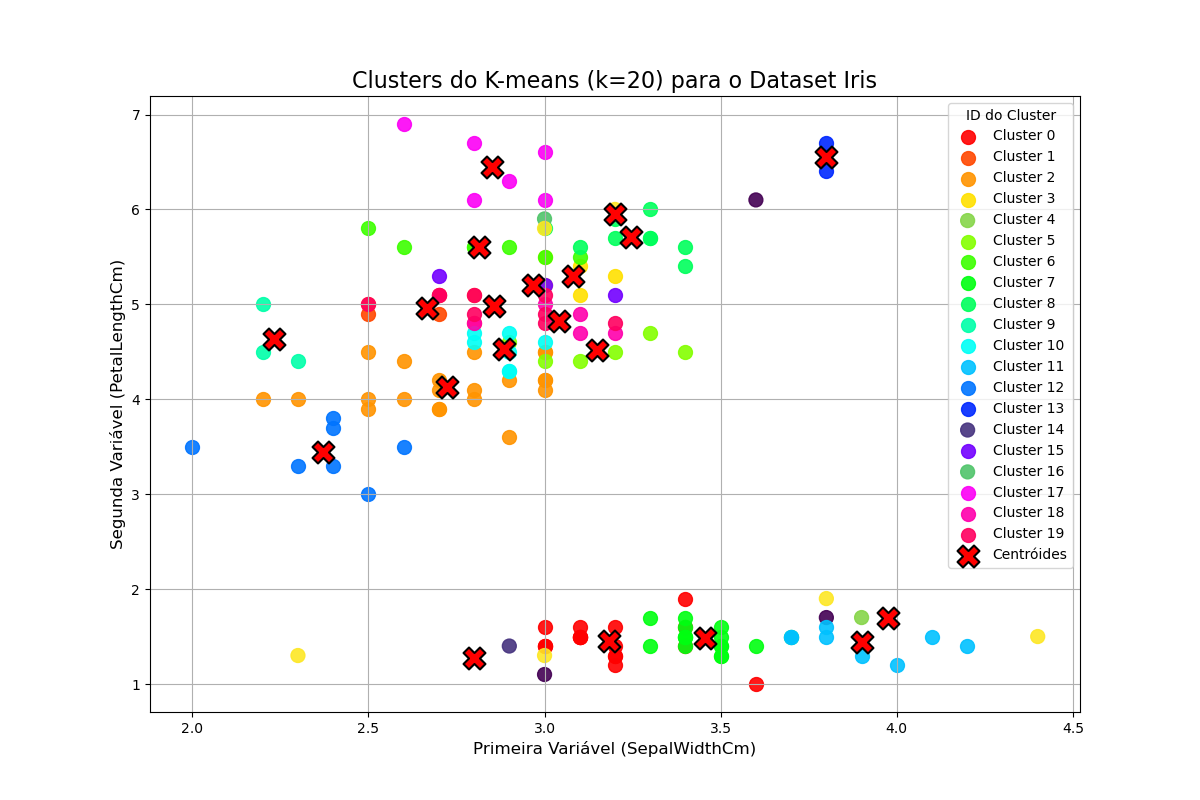 Clusters do K-means (k=20) para o Dataset Iris
7
6
5
4
3
2
1
Segunda Variável (PetalLengthCm)
2.0
2.5
3.0
3.5
4.0
4.5
Primeira Variável (SepalWidthCm)
ID do Cluster
Cluster 0
Cluster 1
Cluster 2
Cluster 3
Cluster 4
Cluster 5
Cluster 6
Cluster 7
Cluster 8
Cluster 9
Cluster 10
Cluster 11
Cluster 12
Cluster 13
Cluster 14
Cluster 15
Cluster 16
Cluster 17
Cluster 18
Cluster 19
Centróides